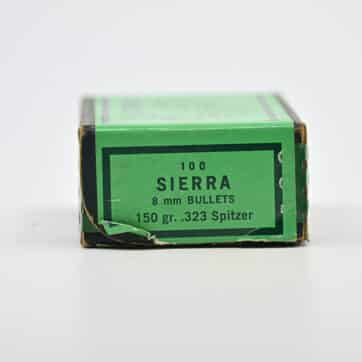 100
SIERRA
8 mm BULLETS
150 gr. .323 Spitzer